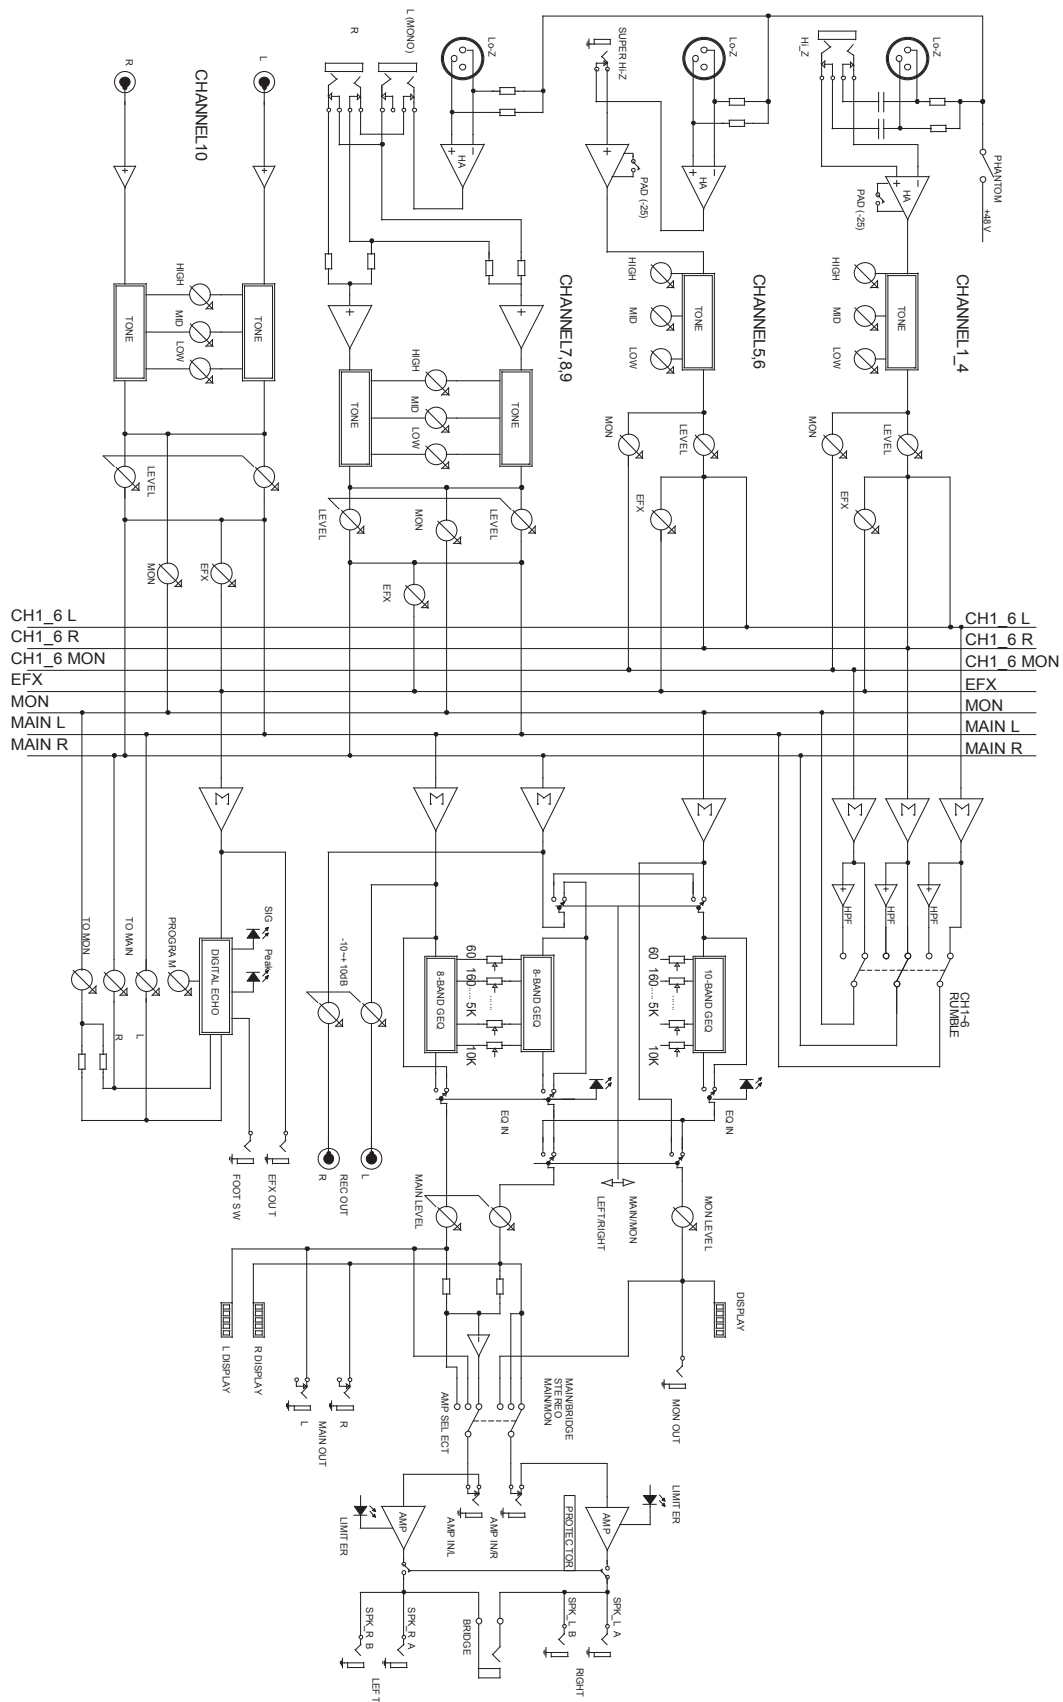 R
CHANNEL10
L
R
L (MONO)
Lo-Z
HA
SUPER Hi-Z
Lo-Z
HA
PAD (-25)
Hi_Z
Lo-Z
HA
PAD (-25)
PHANTOM
+48V
TONE
HIGH
MID
LOW
TONE
CHANNEL7,8,9
TONE
HIGH
MID
LOW
TONE
CHANNEL5,6
HIGH
MID
LOW
TONE
CHANNEL1_4
HIGH
MID
LOW
TONE
LEVEL
MON
EFX
LEVEL
MON
LEVEL
EFX
MON
LEVEL
EFX
MON
LEVEL
EFX
CH1_6 L
CH1_6 R
CH1_6 MON
EFX
MON
MAIN L
MAIN R
CH1_6 L
CH1_6 R
CH1_6 MON
EFX
MON
MAIN L
MAIN R
Σ
Σ
Σ
Σ
Σ
Σ
Σ
HPF
HPF
HPF
CH1~6
RUMBLE
TO MON
TO MAIN
PROGRAM
DIGITAL ECHO
SIG
Peak
R
L
-10~+10dB
8-BAND GEQ
60
160
.....
5K
10K
8-BAND GEQ
60
160
.....
5K
10K
10-BAND GEQ
EQ IN
EQ IN
FOOT SW
EFX OUT
R
REC OUT
L
MAIN LEVEL
LEFT/RIGHT
MAIN/MON
MON LEVEL
L DISPLAY
R DISPLAY
DISPLAY
L
MAIN OUT
R
AMP SELECT
MAIN/BRIDGE
STEREO
MAIN/MON
MON OUT
LIMITER
AMP
AMP IN/L
AMP IN/R
PROTECTOR
AMP
LIMITER
SPK_R B
SPK_R A
LEFT
BRIDGE
SPK_L B
SPK_L A
RIGHT